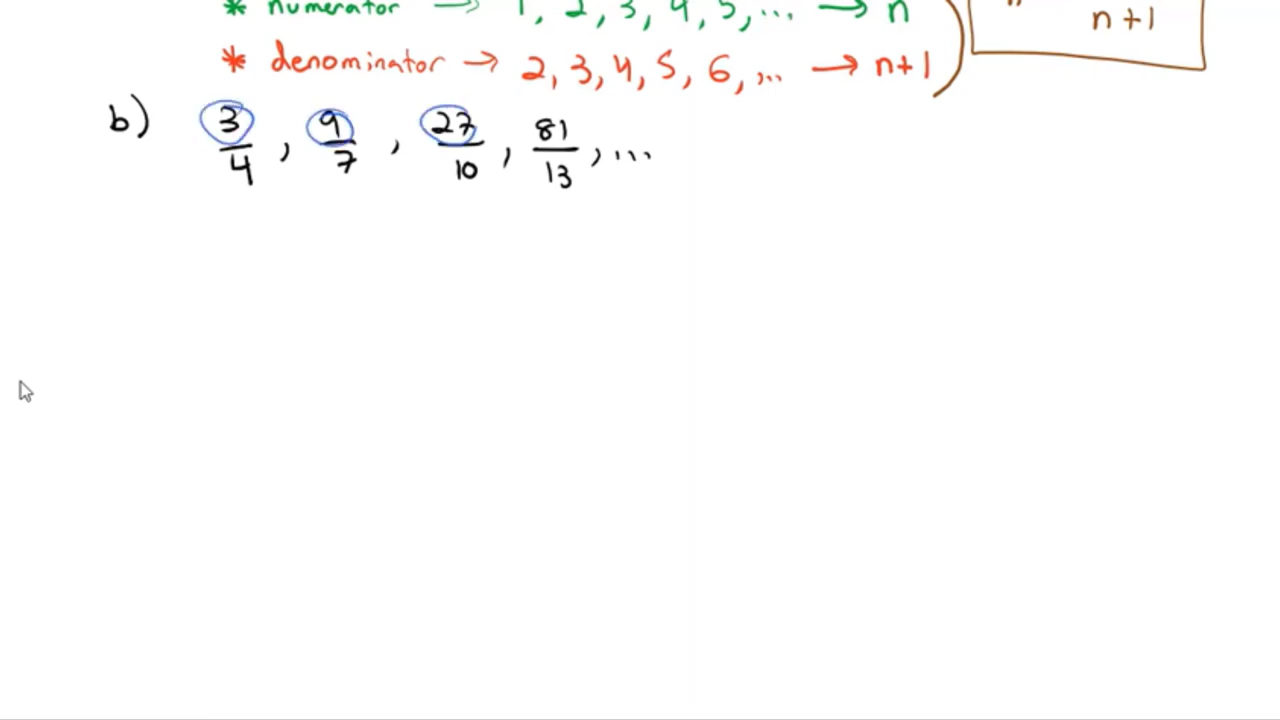 * numerator → 1, 2, 3, 4, 5, ... → n
* denominator → 2, 3, 4, 5, 6, ... → n+1
n+1
b) 3/4, 9/7, 27/10, 81/13, ...